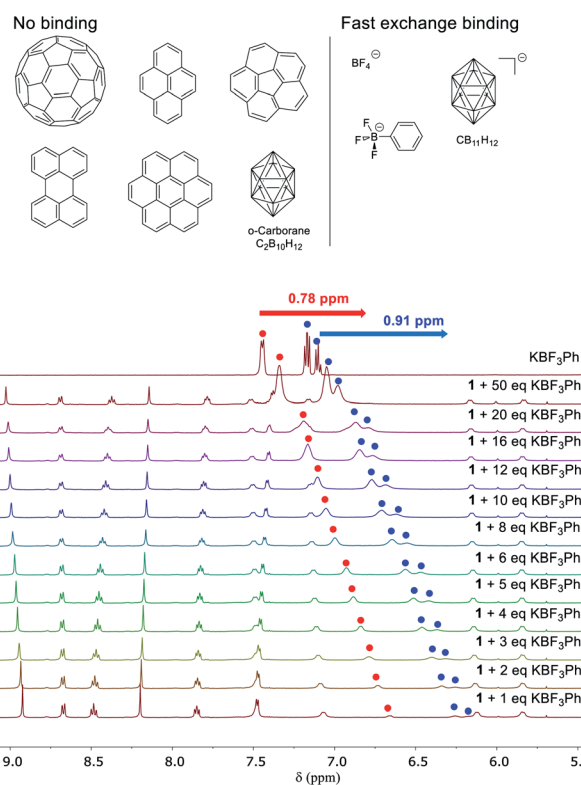 No binding
Fast exchange binding
BF4⊖
⊖
CB11H12
F
F
B⊖
F
o-Carborane
C2B10H12
0.78 ppm
0.91 ppm
KBF3Ph
1 + 50 eq KBF3Ph
1 + 20 eq KBF3Ph
1 + 16 eq KBF3Ph
1 + 12 eq KBF3Ph
1 + 10 eq KBF3Ph
1 + 8 eq KBF3Ph
1 + 6 eq KBF3Ph
1 + 5 eq KBF3Ph
1 + 4 eq KBF3Ph
1 + 3 eq KBF3Ph
1 + 2 eq KBF3Ph
1 + 1 eq KBF3Ph
9.0 8.5 8.0 7.5 7.0 6.5 6.0 5.
δ (ppm)